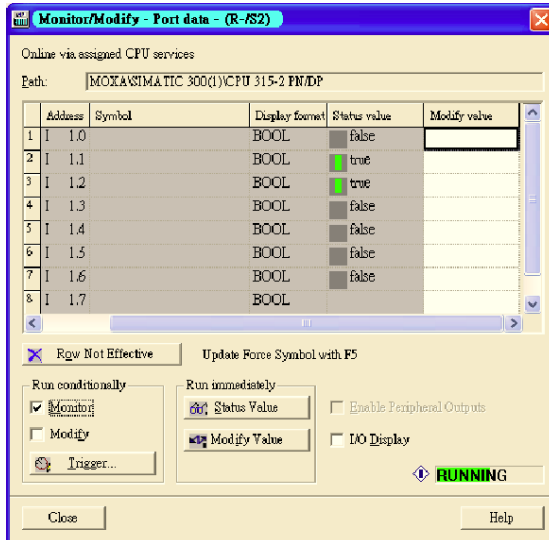 Monitor/Modify - Port data - (R-/S2)
Online via assigned CPU services
Path: MOXA\SIMATIC 300(1)\CPU 315-2 PN/DP
Address Symbol Display format Status value Modify value
1 I 1.0 BOOL false
2 I 1.1 BOOL true
3 I 1.2 BOOL true
4 I 1.3 BOOL false
5 I 1.4 BOOL false
6 I 1.5 BOOL false
7 I 1.6 BOOL false
8 I 1.7 BOOL
Row Not Effective Update Force Symbol with F5
Run conditionally Run immediately
Monitor Status Value Enable Peripheral Outputs
Modify Modify Value I/O Display
Trigger... RUNNING
Close Help